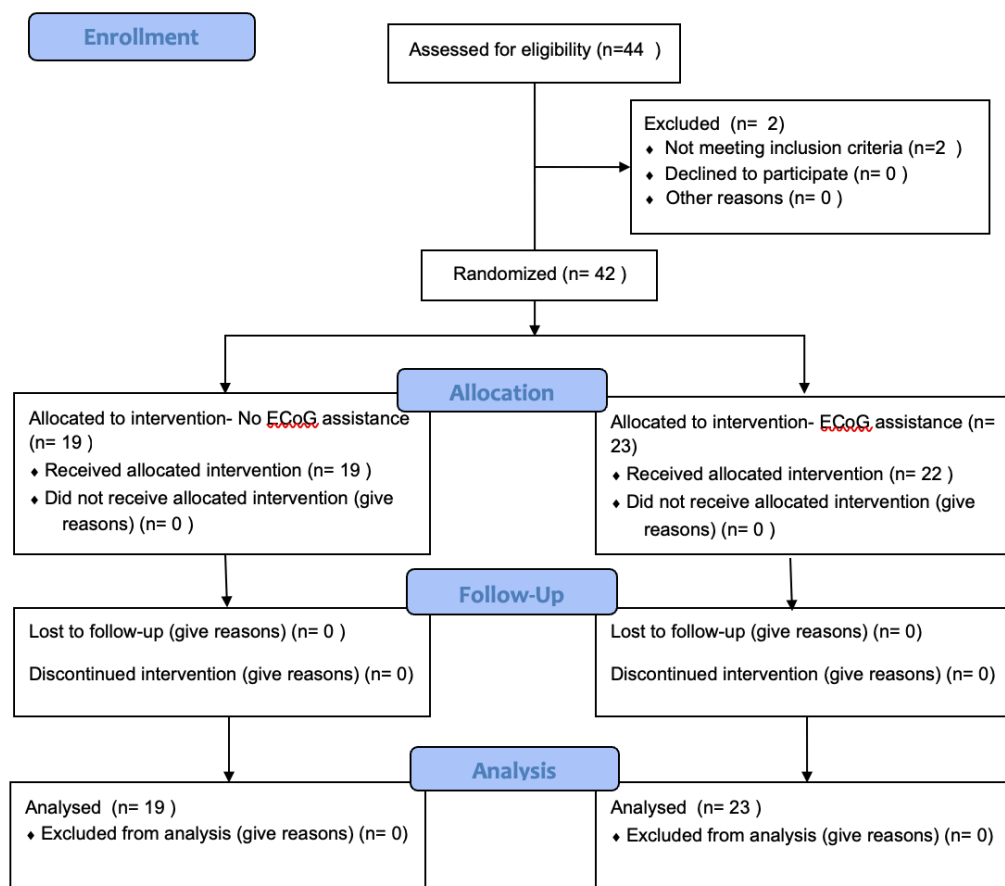 Enrollment
Assessed for eligibility (n=44  )
Excluded  (n=  2)
♦ Not meeting inclusion criteria (n=2  )
♦ Declined to participate (n= 0 )
♦ Other reasons (n= 0 )
Randomized (n= 42 )
Allocation
Allocated to intervention- No ECoG assistance
(n= 19 )
♦ Received allocated intervention (n= 19 )
♦ Did not receive allocated intervention (give
reasons) (n= 0 )
Allocated to intervention- ECoG assistance (n=
23)
♦ Received allocated intervention (n= 22 )
♦ Did not receive allocated intervention (give
reasons) (n= 0 )
Follow-Up
Lost to follow-up (give reasons) (n= 0 )
Discontinued intervention (give reasons) (n= 0)
Lost to follow-up (give reasons) (n= 0)
Discontinued intervention (give reasons) (n= 0)
Analysis
Analysed  (n= 19 )
♦ Excluded from analysis (give reasons) (n= 0)
Analysed  (n= 23 )
♦ Excluded from analysis (give reasons) (n= 0)